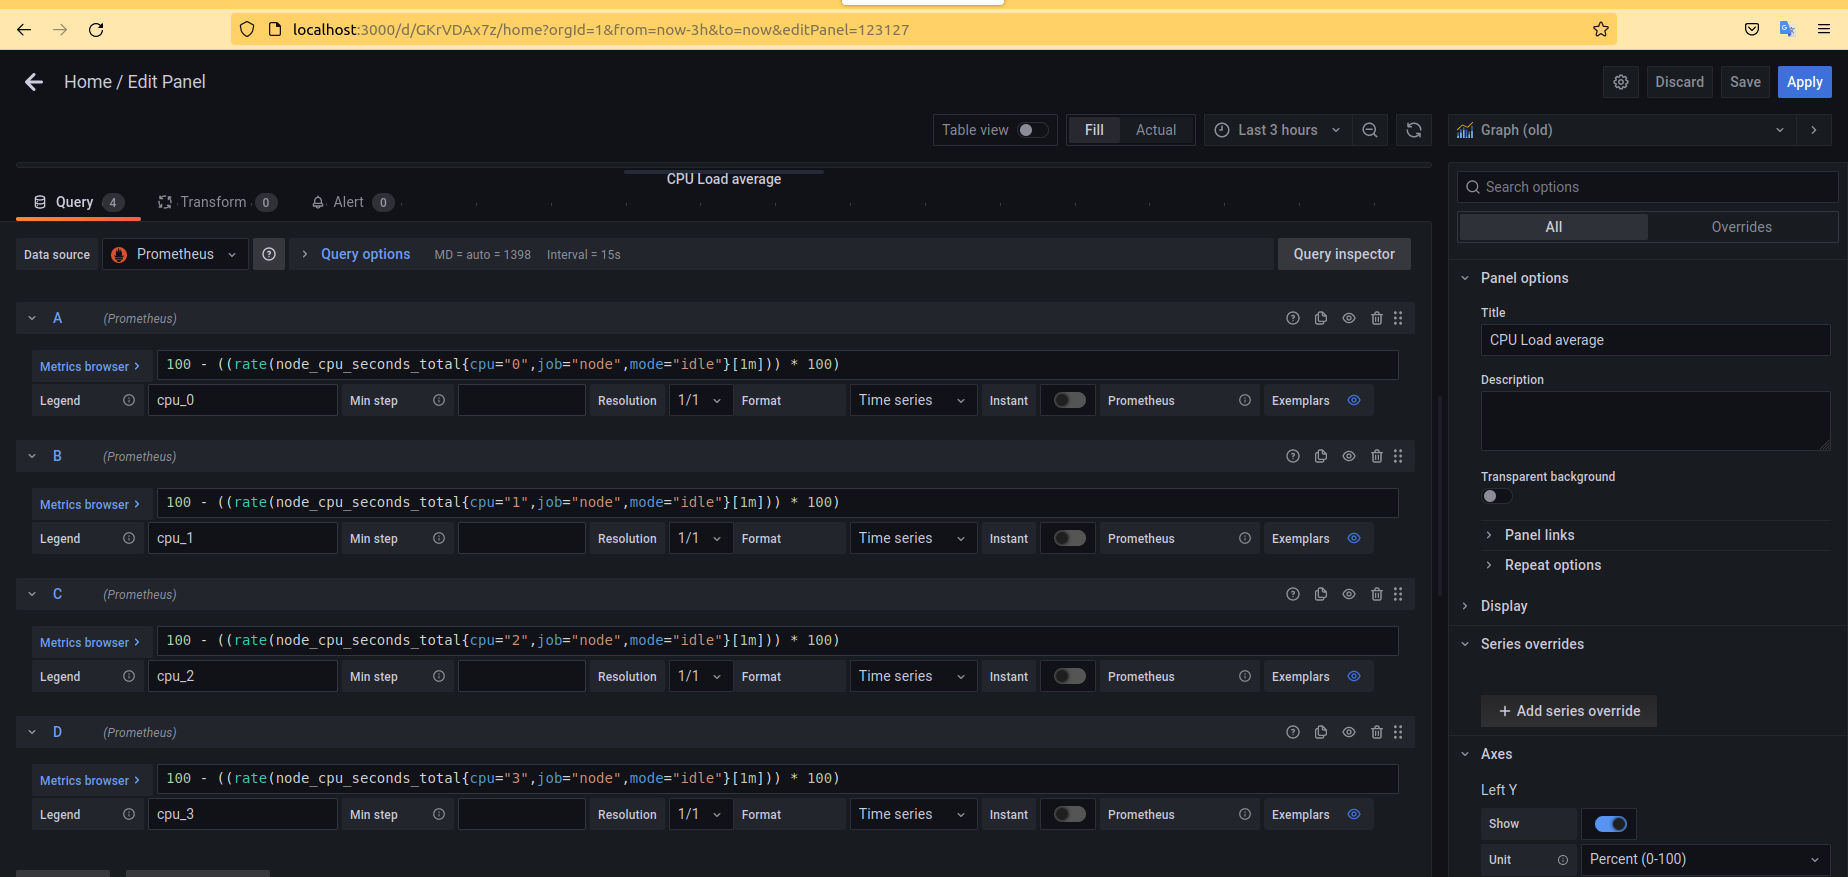 localhost:3000/d/GKrVDAx7z/home?orgId=1&from=now-3h&to=now&editPanel=123127
Home / Edit Panel
Discard
Save
Apply
Table view
Fill
Actual
Last 3 hours
Graph (old)
CPU Load average
Query 4
Transform 0
Alert 0
Data source
Prometheus
Query options
MD = auto = 1398
Interval = 15s
Query inspector
A (Prometheus)
Metrics browser >
100 - ((rate(node_cpu_seconds_total{cpu="0",job="node",mode="idle"}[1m])) * 100)
Legend cpu_0 Min step Resolution 1/1 Format Time series Instant Prometheus Exemplars
B (Prometheus)
Metrics browser >
100 - ((rate(node_cpu_seconds_total{cpu="1",job="node",mode="idle"}[1m])) * 100)
Legend cpu_1 Min step Resolution 1/1 Format Time series Instant Prometheus Exemplars
C (Prometheus)
Metrics browser >
100 - ((rate(node_cpu_seconds_total{cpu="2",job="node",mode="idle"}[1m])) * 100)
Legend cpu_2 Min step Resolution 1/1 Format Time series Instant Prometheus Exemplars
D (Prometheus)
Metrics browser >
100 - ((rate(node_cpu_seconds_total{cpu="3",job="node",mode="idle"}[1m])) * 100)
Legend cpu_3 Min step Resolution 1/1 Format Time series Instant Prometheus Exemplars
Search options
All
Overrides
Panel options
Title
CPU Load average
Description
Transparent background
Panel links
Repeat options
Display
Series overrides
+ Add series override
Axes
Left Y
Show
Unit
Percent (0-100)